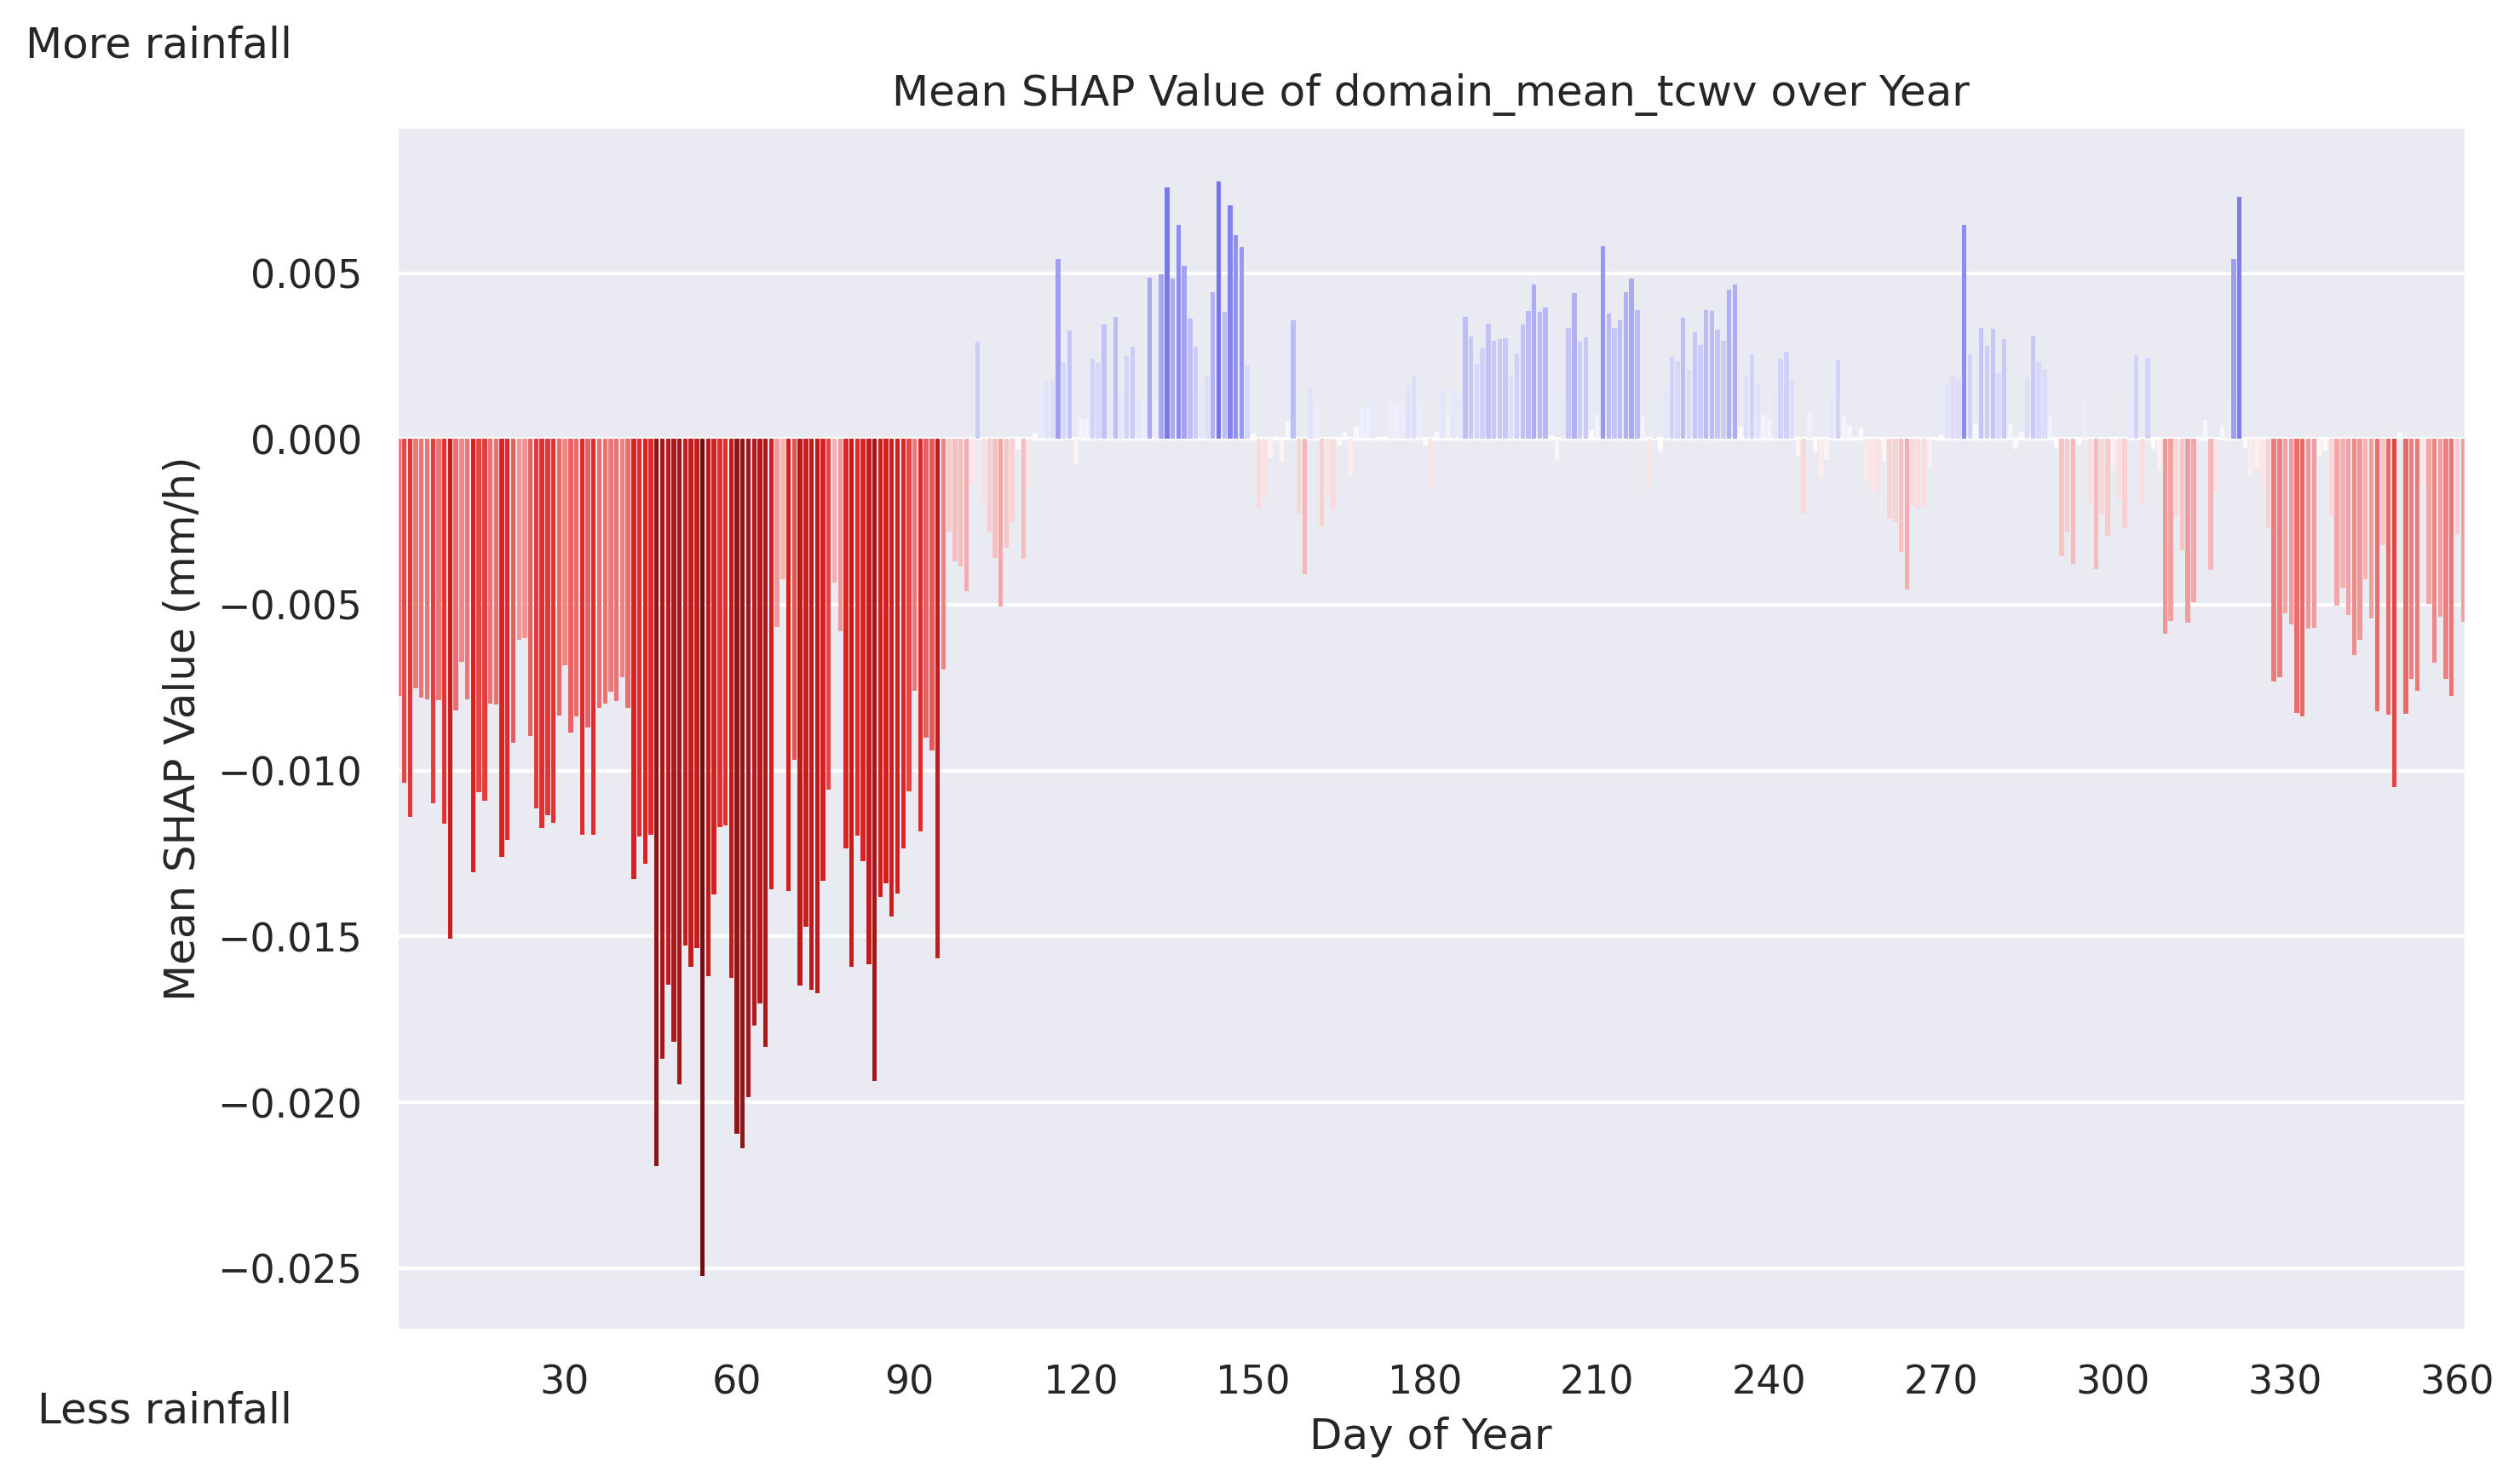 More rainfall
Mean SHAP Value of domain_mean_tcwv over Year
0.005
0.000
−0.005
−0.010
−0.015
−0.020
−0.025
Mean SHAP Value (mm/h)
30 60 90 120 150 180 210 240 270 300 330 360
Less rainfall
Day of Year